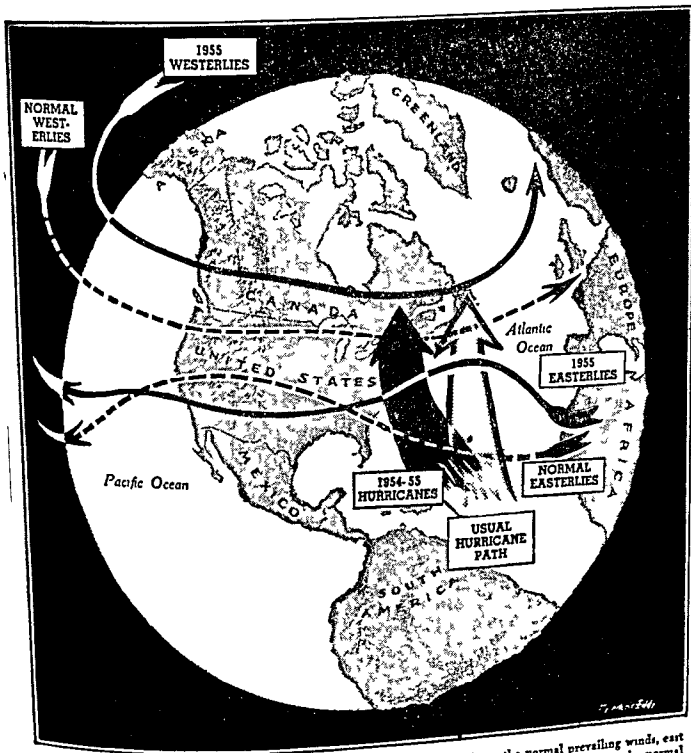 1955
WESTERLIES
NORMAL
WEST-
ERLIES
GREENLAND
ALASKA
CANADA
Atlantic
Ocean
EUROPE
UNITED STATES
1955
EASTERLIES
AFRICA
Pacific Ocean
MEXICO
1954-55
HURRICANES
NORMAL
EASTERLIES
USUAL
HURRICANE
PATH
SOUTH
AMERICA
normal prevailing winds, east
normal